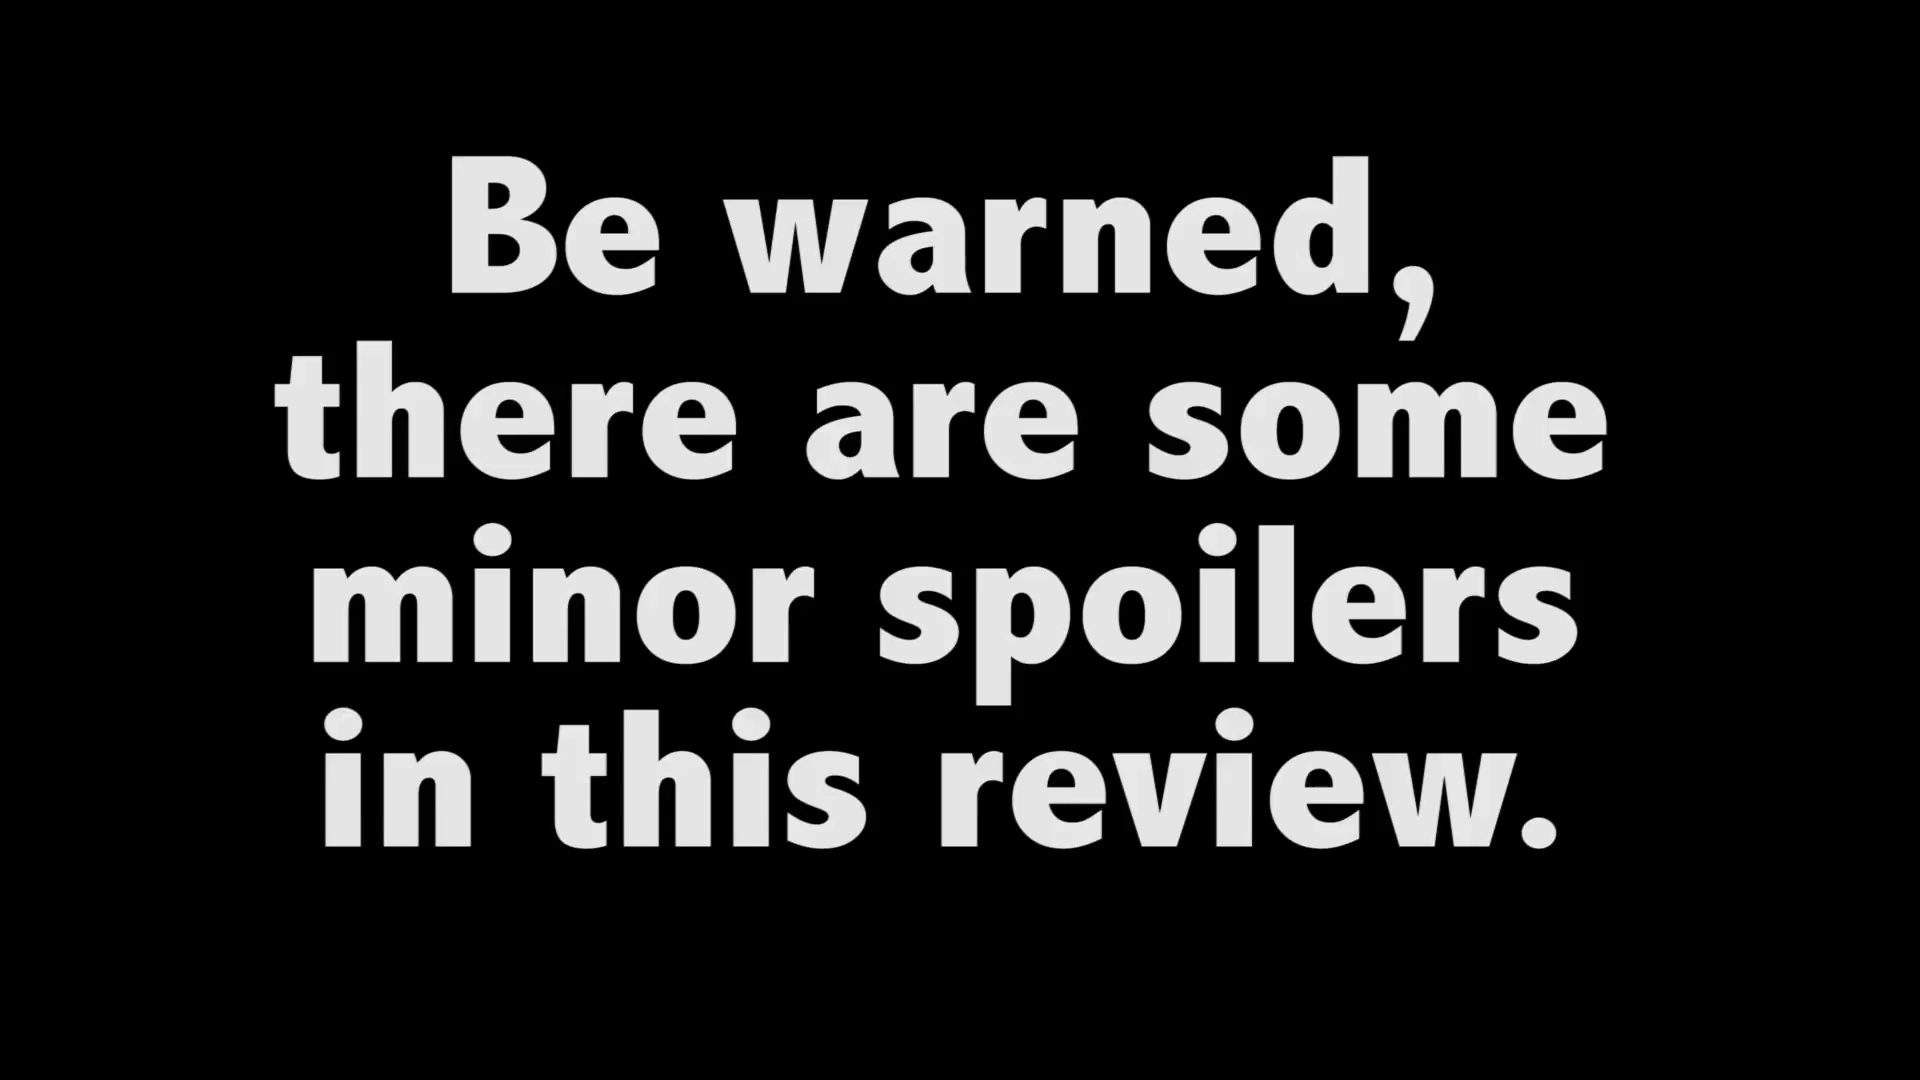 Be warned,
there are some
minor spoilers
in this review.